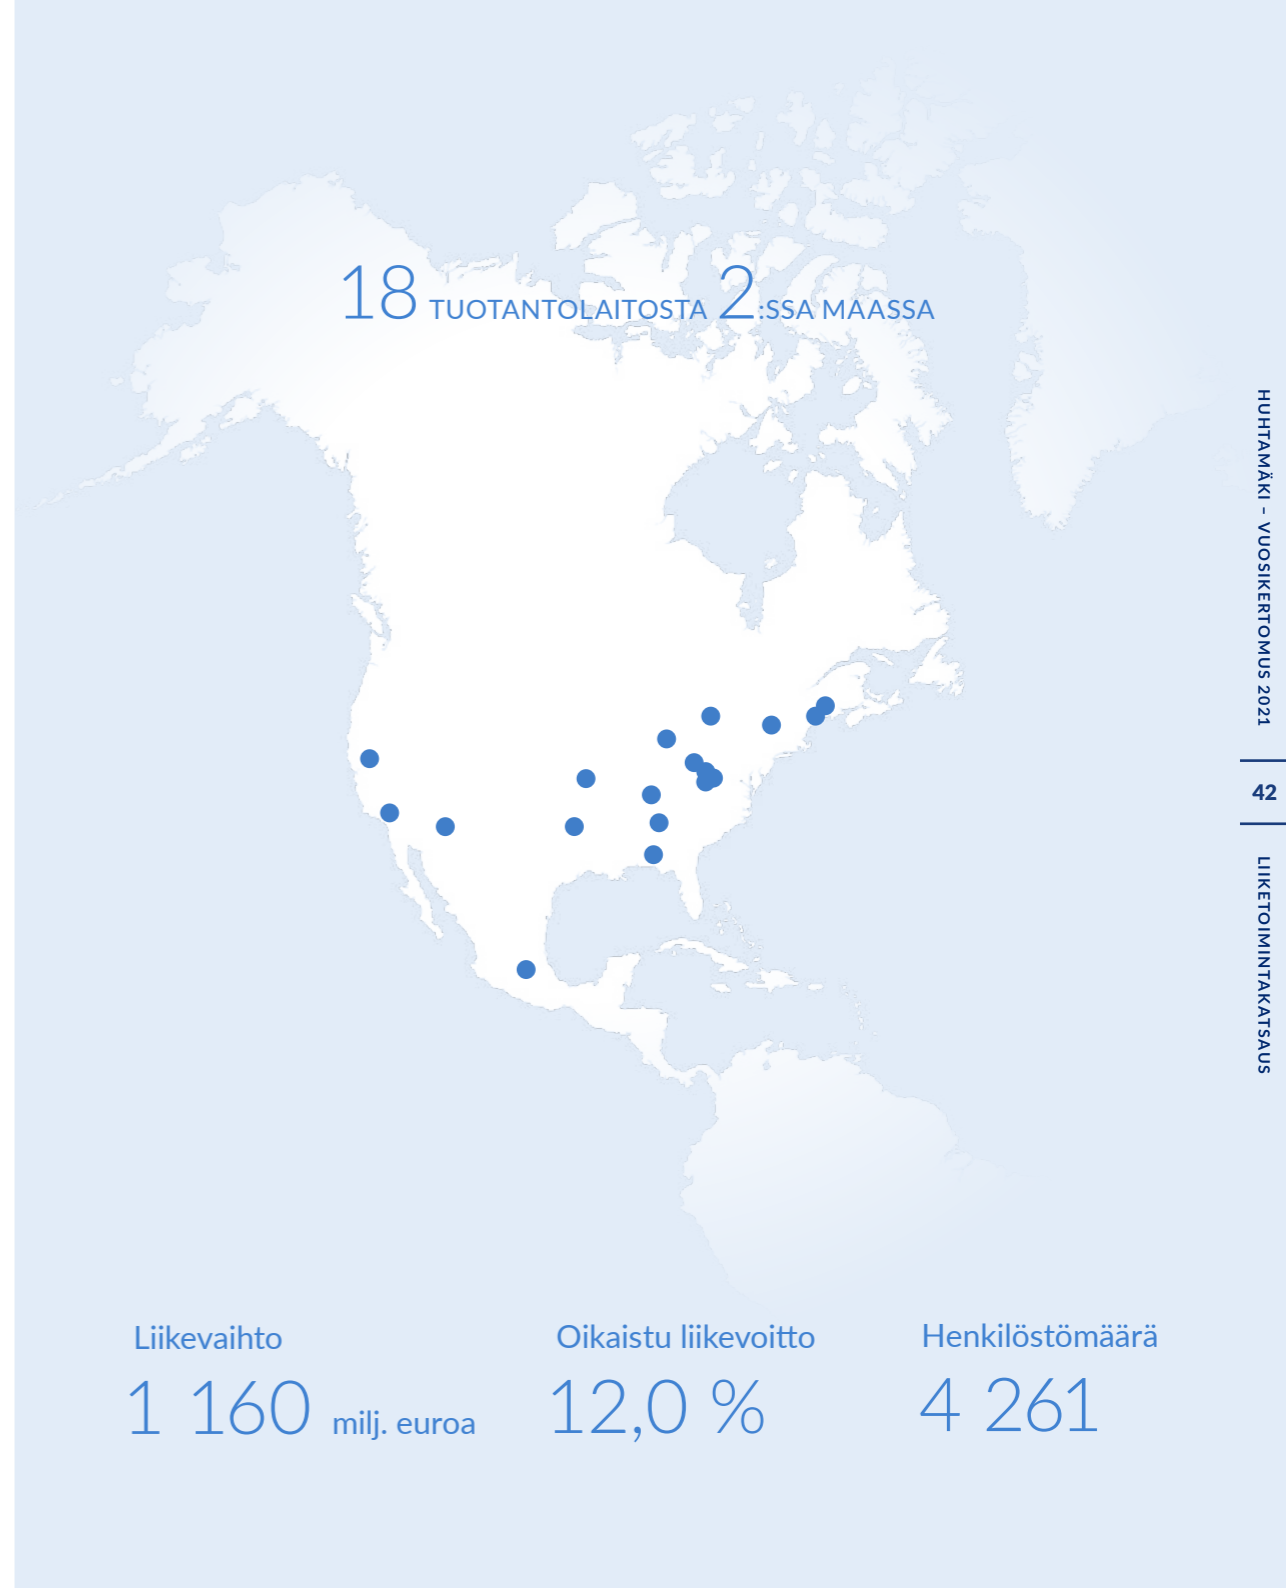 18 TUOTANTOLAITOSTA 2:SSA MAASSA
HUHTAMÄKI – VUOSIKERTOMUS 2021
42
LIIKETOIMINTAKATSAUS
Liikevaihto
1 160 milj. euroa
Oikaistu liikevoitto
12,0 %
Henkilöstömäärä
4 261